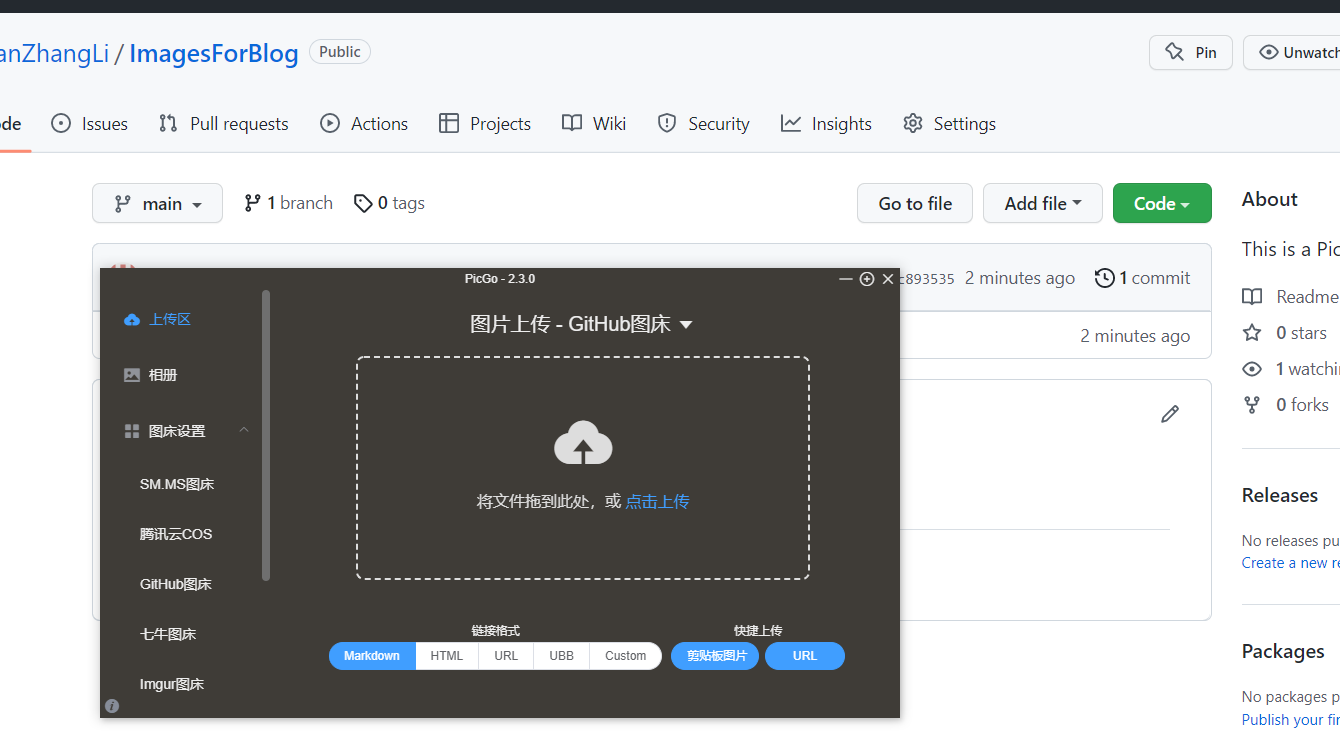 anZhangLi / ImagesForBlog Public
Pin Unwatch
de Issues Pull requests Actions Projects Wiki Security Insights Settings
main 1 branch 0 tags
Go to file Add file Code
About
This is a Pic
c893535 2 minutes ago 1 commit
2 minutes ago
Readme
0 stars
1 watchi
0 forks
Releases
No releases pu
Create a new re
Packages
No packages p
Publish your fir
PicGo - 2.3.0
上传区
相册
图床设置
SM.MS图床
腾讯云COS
GitHub图床
七牛图床
Imgur图床
图片上传 - GitHub图床
将文件拖到此处，或 点击上传
链接格式 快捷上传
Markdown HTML URL UBB Custom 剪贴板图片 URL